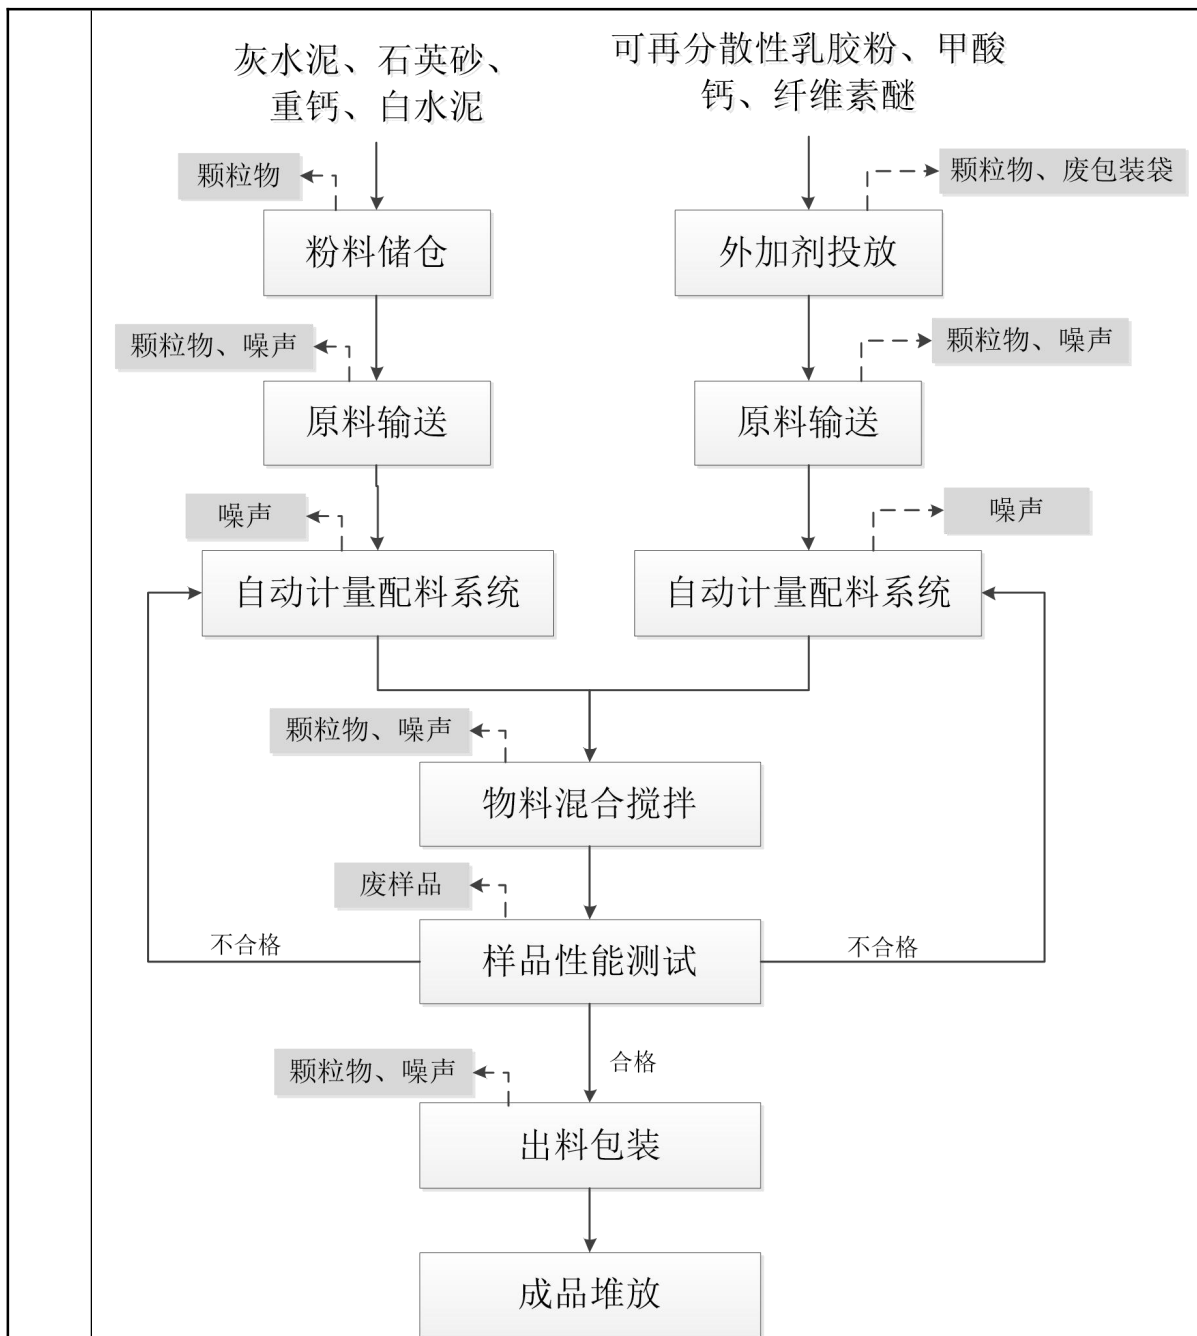 灰水泥、石英砂、
重钙、白水泥
可再分散性乳胶粉、甲酸
钙、纤维素醚
颗粒物
颗粒物、废包装袋
粉料储仓
外加剂投放
颗粒物、噪声
颗粒物、噪声
原料输送
原料输送
噪声
噪声
自动计量配料系统
自动计量配料系统
颗粒物、噪声
物料混合搅拌
废样品
不合格
样品性能测试
不合格
合格
颗粒物、噪声
出料包装
成品堆放